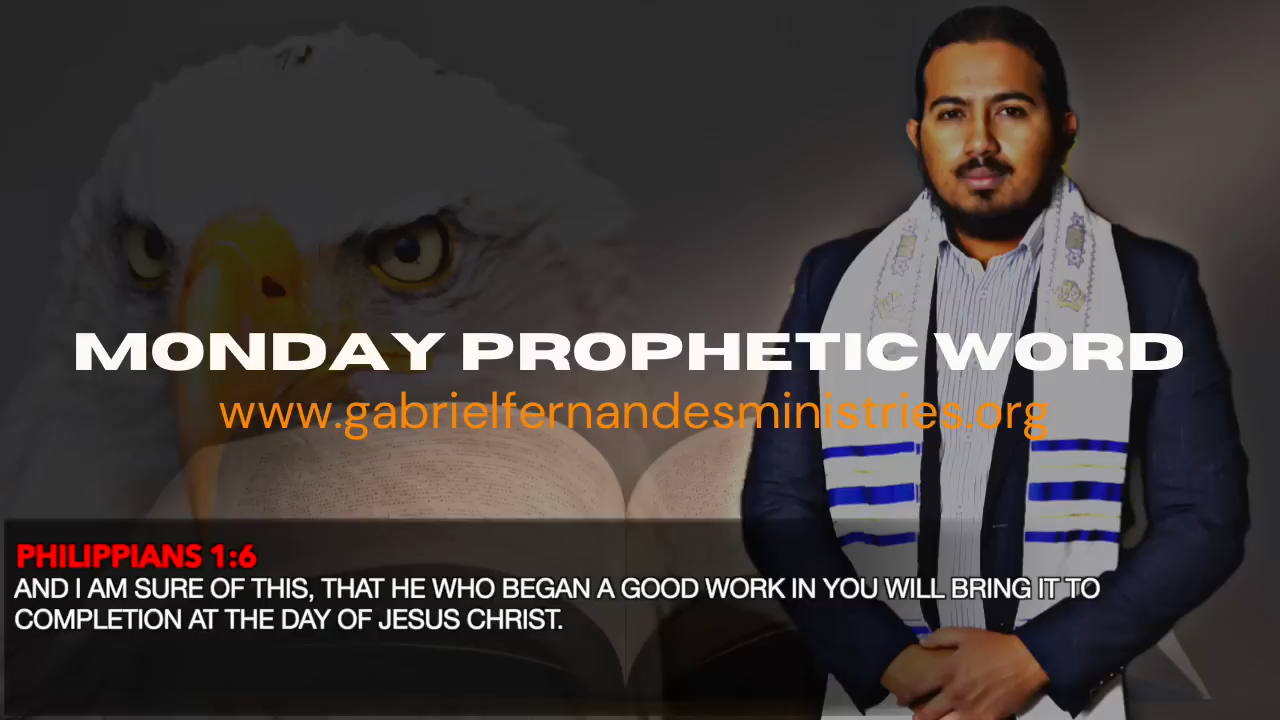 MONDAY PROPHETIC WORD
www.gabrielfernandesministries.org
PHILIPPIANS 1:6
AND I AM SURE OF THIS, THAT HE WHO BEGAN A GOOD WORK IN YOU WILL BRING IT TO
COMPLETION AT THE DAY OF JESUS CHRIST.